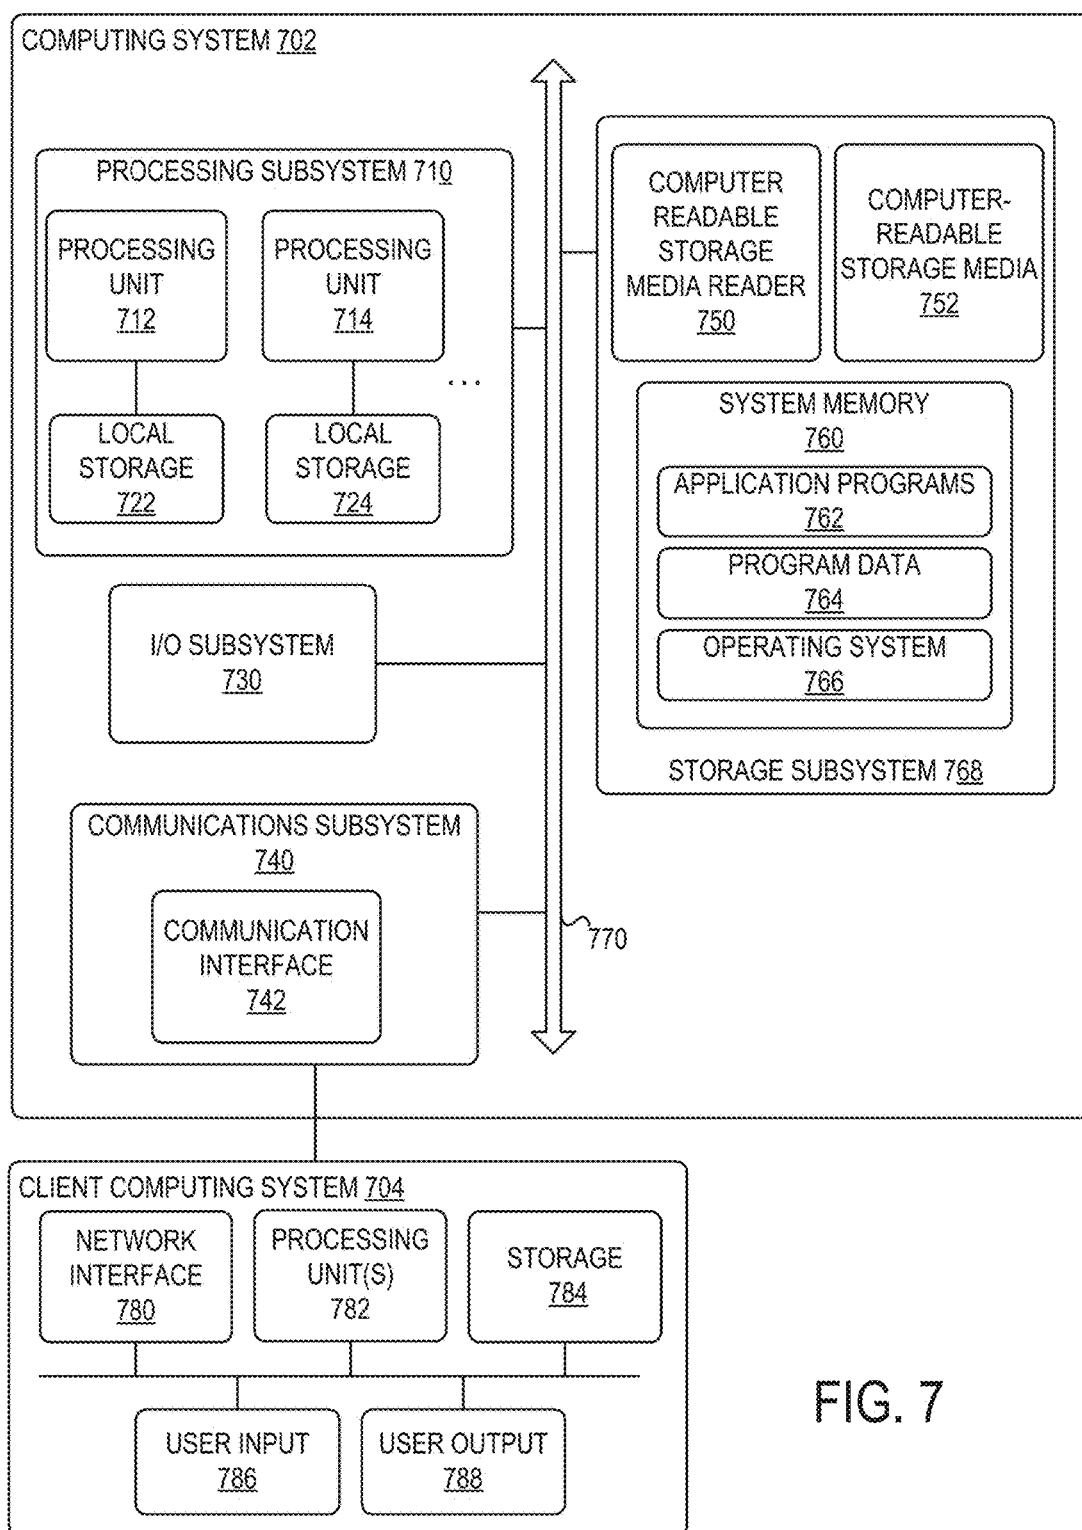 COMPUTING SYSTEM 702
PROCESSING SUBSYSTEM 710
PROCESSING
UNIT
712
PROCESSING
UNIT
714
...
LOCAL
STORAGE
722
LOCAL
STORAGE
724
COMPUTER
READABLE
STORAGE
MEDIA READER
750
COMPUTER-
READABLE
STORAGE MEDIA
752
SYSTEM MEMORY
760
APPLICATION PROGRAMS
762
PROGRAM DATA
764
OPERATING SYSTEM
766
STORAGE SUBSYSTEM 768
I/O SUBSYSTEM
730
COMMUNICATIONS SUBSYSTEM
740
COMMUNICATION
INTERFACE
742
770
CLIENT COMPUTING SYSTEM 704
NETWORK
INTERFACE
780
PROCESSING
UNIT(S)
782
STORAGE
784
USER INPUT
786
USER OUTPUT
788
FIG. 7